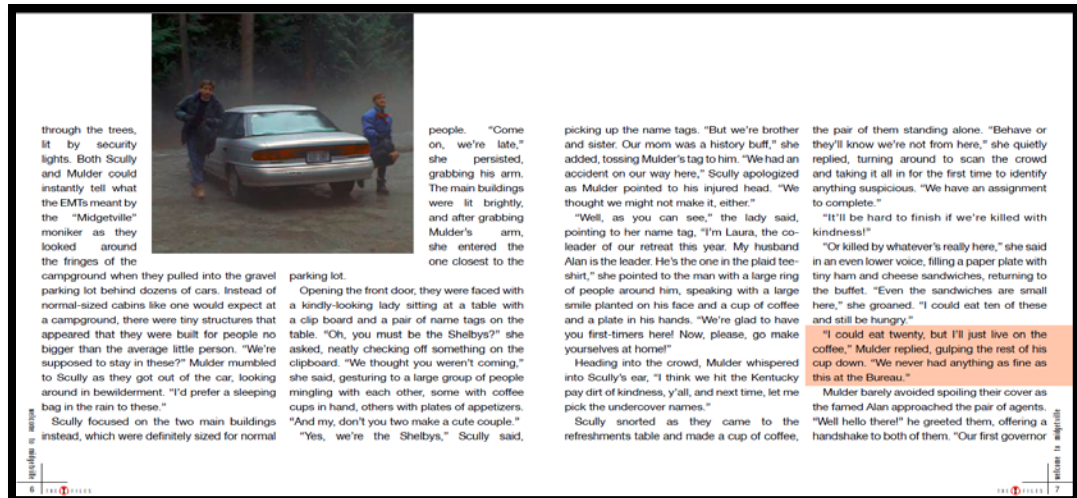 through the trees,
lit by security
lights. Both Scully
and Mulder could
instantly tell what
the EMTs meant by
the “Midgetville”
moniker as they
looked around
the fringes of the
campground when they pulled into the gravel
parking lot behind dozens of cars. Instead of
normal-sized cabins like one would expect at
a campground, there were tiny structures that
appeared that they were built for people no
bigger than the average little person. “We’re
supposed to stay in these?” Mulder mumbled
to Scully as they got out of the car, looking
around in bewilderment. “I’d prefer a sleeping
bag in the rain to these.”
Scully focused on the two main buildings
instead, which were definitely sized for normal
people. “Come
on, we’re late,”
she persisted,
grabbing his arm.
The main buildings
were lit brightly,
and after grabbing
Mulder’s arm,
she entered the
one closest to the
parking lot.
Opening the front door, they were faced with
a kindly-looking lady sitting at a table with
a clip board and a pair of name tags on the
table. “Oh, you must be the Shelbys?” she
asked, neatly checking off something on the
clipboard. “We thought you weren’t coming,”
she said, gesturing to a large group of people
mingling with each other, some with coffee
cups in hand, others with plates of appetizers.
“And my, don’t you two make a cute couple.”
“Yes, we’re the Shelbys,” Scully said,
welcome to midgetville
6
THE X FILES
picking up the name tags. “But we’re brother
and sister. Our mom was a history buff,” she
added, tossing Mulder’s tag to him. “We had an
accident on our way here,” Scully apologized
as Mulder pointed to his injured head. “We
thought we might not make it, either.”
“Well, as you can see,” the lady said,
pointing to her name tag, “I’m Laura, the co-
leader of our retreat this year. My husband
Alan is the leader. He’s the one in the plaid tee-
shirt,” she pointed to the man with a large ring
of people around him, speaking with a large
smile planted on his face and a cup of coffee
and a plate in his hands. “We’re glad to have
you first-timers here! Now, please, go make
yourselves at home!”
Heading into the crowd, Mulder whispered
into Scully’s ear, “I think we hit the Kentucky
pay dirt of kindness, y’all, and next time, let me
pick the undercover names.”
Scully snorted as they came to the
refreshments table and made a cup of coffee,
the pair of them standing alone. “Behave or
they’ll know we’re not from here,” she quietly
replied, turning around to scan the crowd
and taking it all in for the first time to identify
anything suspicious. “We have an assignment
to complete.”
“It’ll be hard to finish if we’re killed with
kindness!”
“Or killed by whatever’s really here,” she said
in an even lower voice, filling a paper plate with
tiny ham and cheese sandwiches, returning to
the buffet. “Even the sandwiches are small
here,” she groaned. “I could eat ten of these
and still be hungry.”
“I could eat twenty, but I’ll just live on the
coffee,” Mulder replied, gulping the rest of his
cup down. “We never had anything as fine as
this at the Bureau.”
Mulder barely avoided spoiling their cover as
the famed Alan approached the pair of agents.
“Well hello there!” he greeted them, offering a
handshake to both of them. “Our first governor
welcome to midgetville
THE X FILES
7